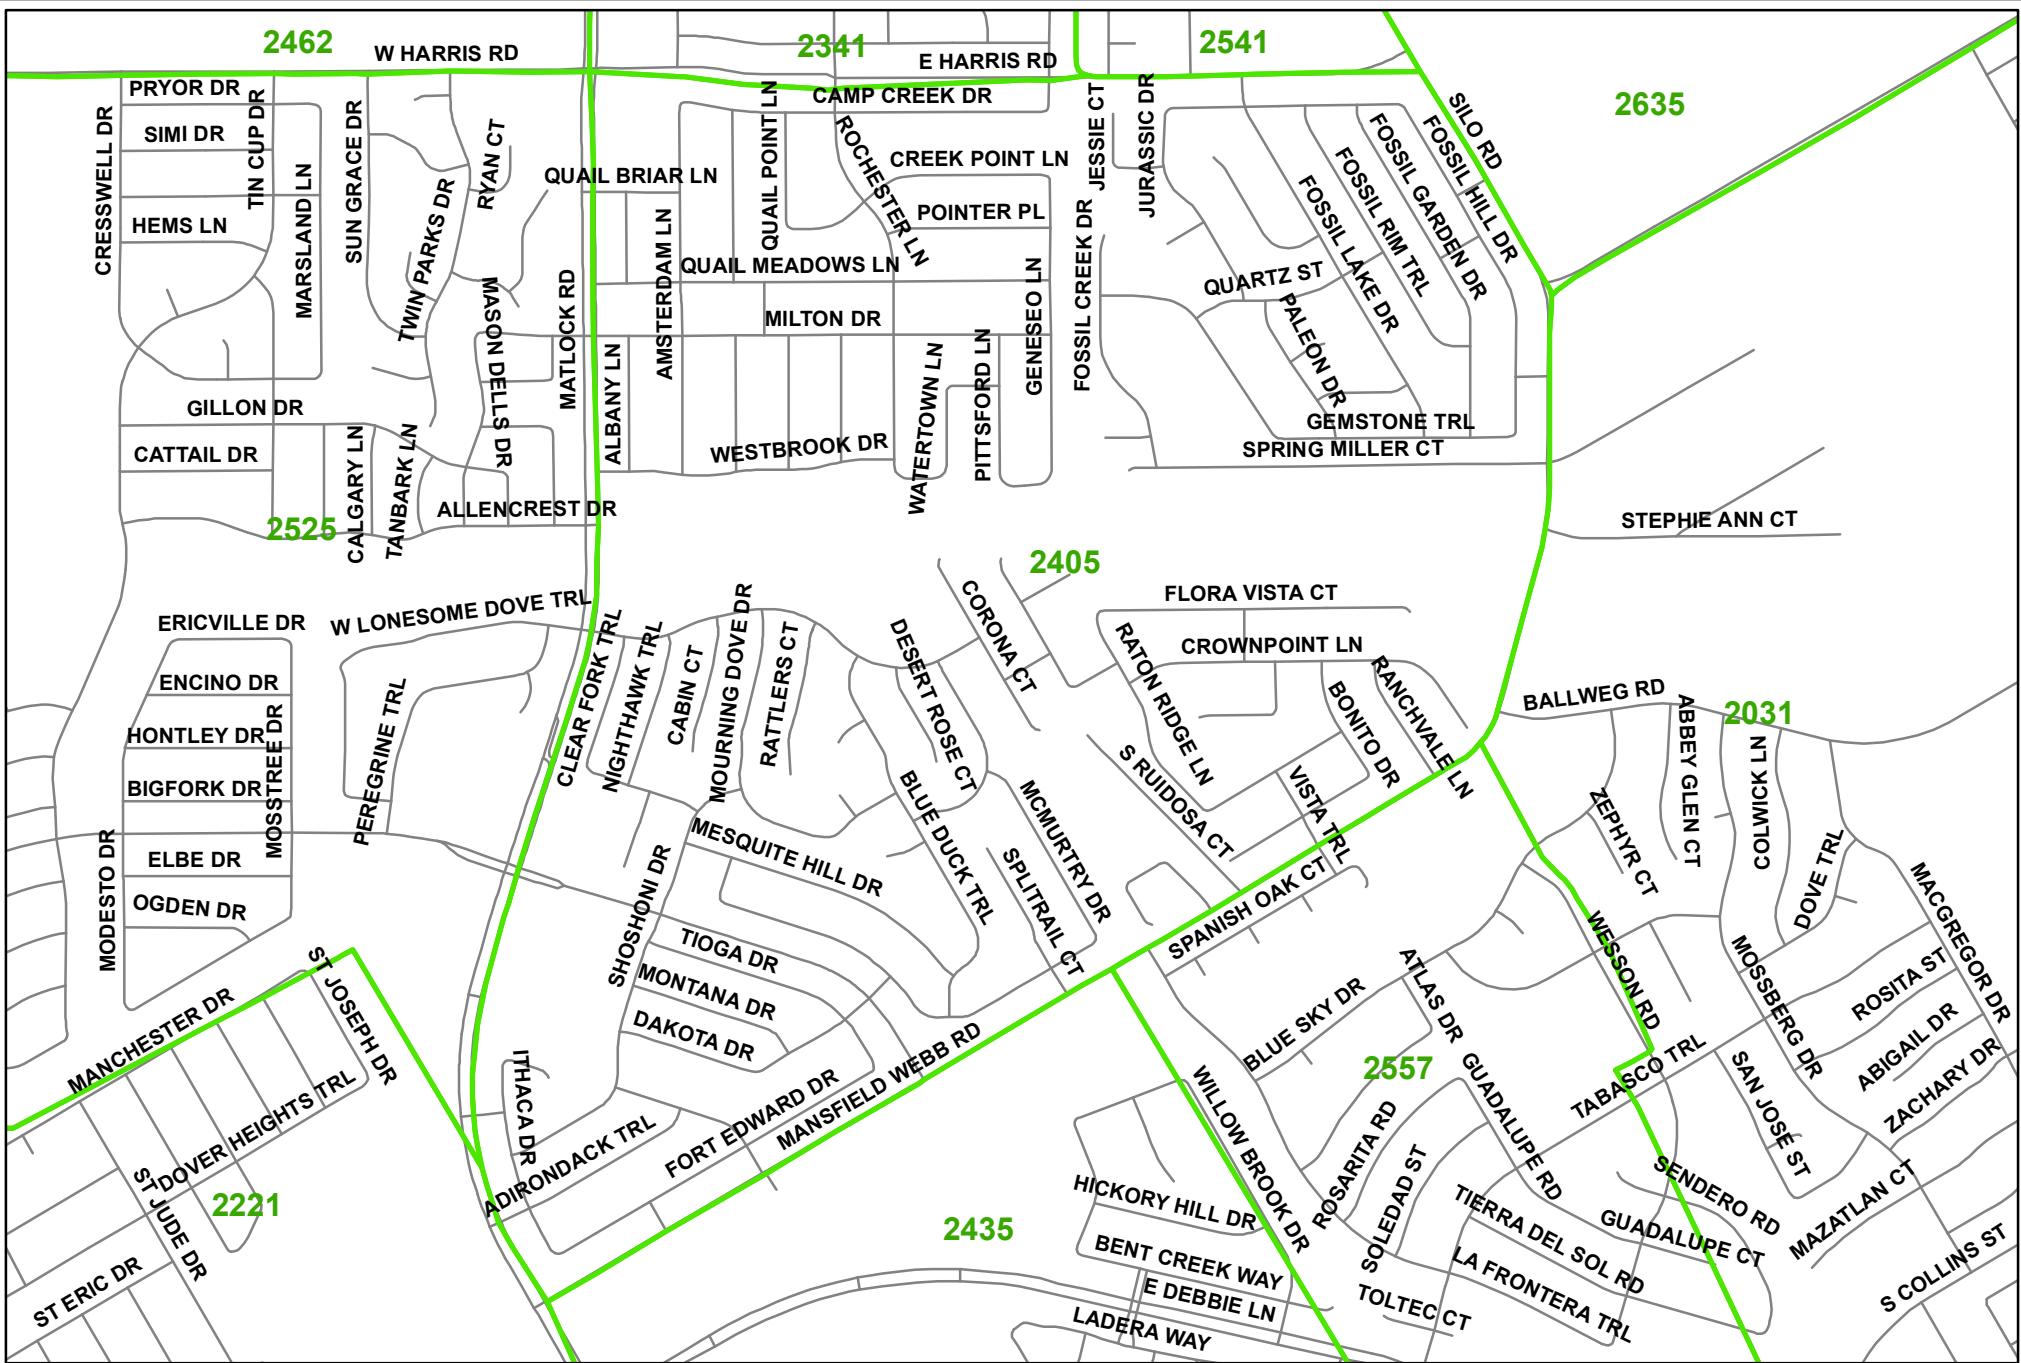 2462
W HARRIS RD
2341
E HARRIS RD
2541
2635
PRYOR DR
SIMI DR
CRESSWELL DR
TIN CUP DR
HEMS LN
MARSLAND LN
SUN GRACE DR
RYAN CT
TWIN PARKS DR
MASON DELLS DR
MATLOCK RD
QUAIL BRIAR LN
AMSTERDAM LN
QUAIL POINT LN
CAMP CREEK DR
ROCHESTER LN
CREEK POINT LN
POINTER PL
QUAIL MEADOWS LN
MILTON DR
GENESEO LN
FOSSIL CREEK DR
JESSIE CT
JURASSIC DR
SILO RD
FOSSIL HILL DR
FOSSIL GARDEN DR
FOSSIL RIM TRL
FOSSIL LAKE DR
QUARTZ ST
PALEON DR
GEMSTONE TRL
SPRING MILLER CT
GILLON DR
CATTAIL DR
CALGARY LN
TANBARK LN
ALLENCREST DR
2525
ALBANY LN
WESTBROOK DR
WATERTOWN LN
PITTSFORD LN
STEPHIE ANN CT
2405
ERICVILLE DR
W LONESOME DOVE TRL
ENCINO DR
HONTLEY DR
MOSSTREE DR
BIGFORK DR
ELBE DR
OGDEN DR
MODESTO DR
PEREGRINE TRL
CLEAR FORK TRL
NIGHTHAWK TRL
CABIN CT
MOURNING DOVE DR
RATTLERS CT
DESERT ROSE CT
CORONA CT
FLORA VISTA CT
CROWNPOINT LN
RATON RIDGE LN
BONITO DR
RANCHVALE LN
S RUIDOSA CT
VISTA TRL
BALLWEG RD
2031
ABBEY GLEN CT
COLWICK LN
ZEPHYR CT
DOVE TRL
MACGREGOR DR
BLUE DUCK TRL
MCMURTRY DR
SPLITRAIL CT
MESQUITE HILL DR
SHOSHONI DR
TIOGA DR
MONTANA DR
DAKOTA DR
SPANISH OAK CT
WESSON RD
ATLAS DR
BLUE SKY DR
MOSSBERG DR
ROSITA ST
ABIGAIL DR
ZACHARY DR
MANCHESTER DR
ST JOSEPH DR
DOVER HEIGHTS TRL
ST JUDE DR
2221
ST ERIC DR
ITHACA DR
ADIRONDACK TRL
FORT EDWARD DR
MANSFIELD WEBB RD
2557
GUADALUPE RD
TABASCO TRL
SAN JOSE ST
WILLOW BROOK DR
ROSARITA RD
SOLEDAD ST
SENDERO RD
MAZATLAN CT
HICKORY HILL DR
2435
BENT CREEK WAY
E DEBBIE LN
LADERA WAY
TIERRA DEL SOL RD
GUADALUPE CT
LA FRONTERA TRL
TOLTEC CT
S COLLINS ST